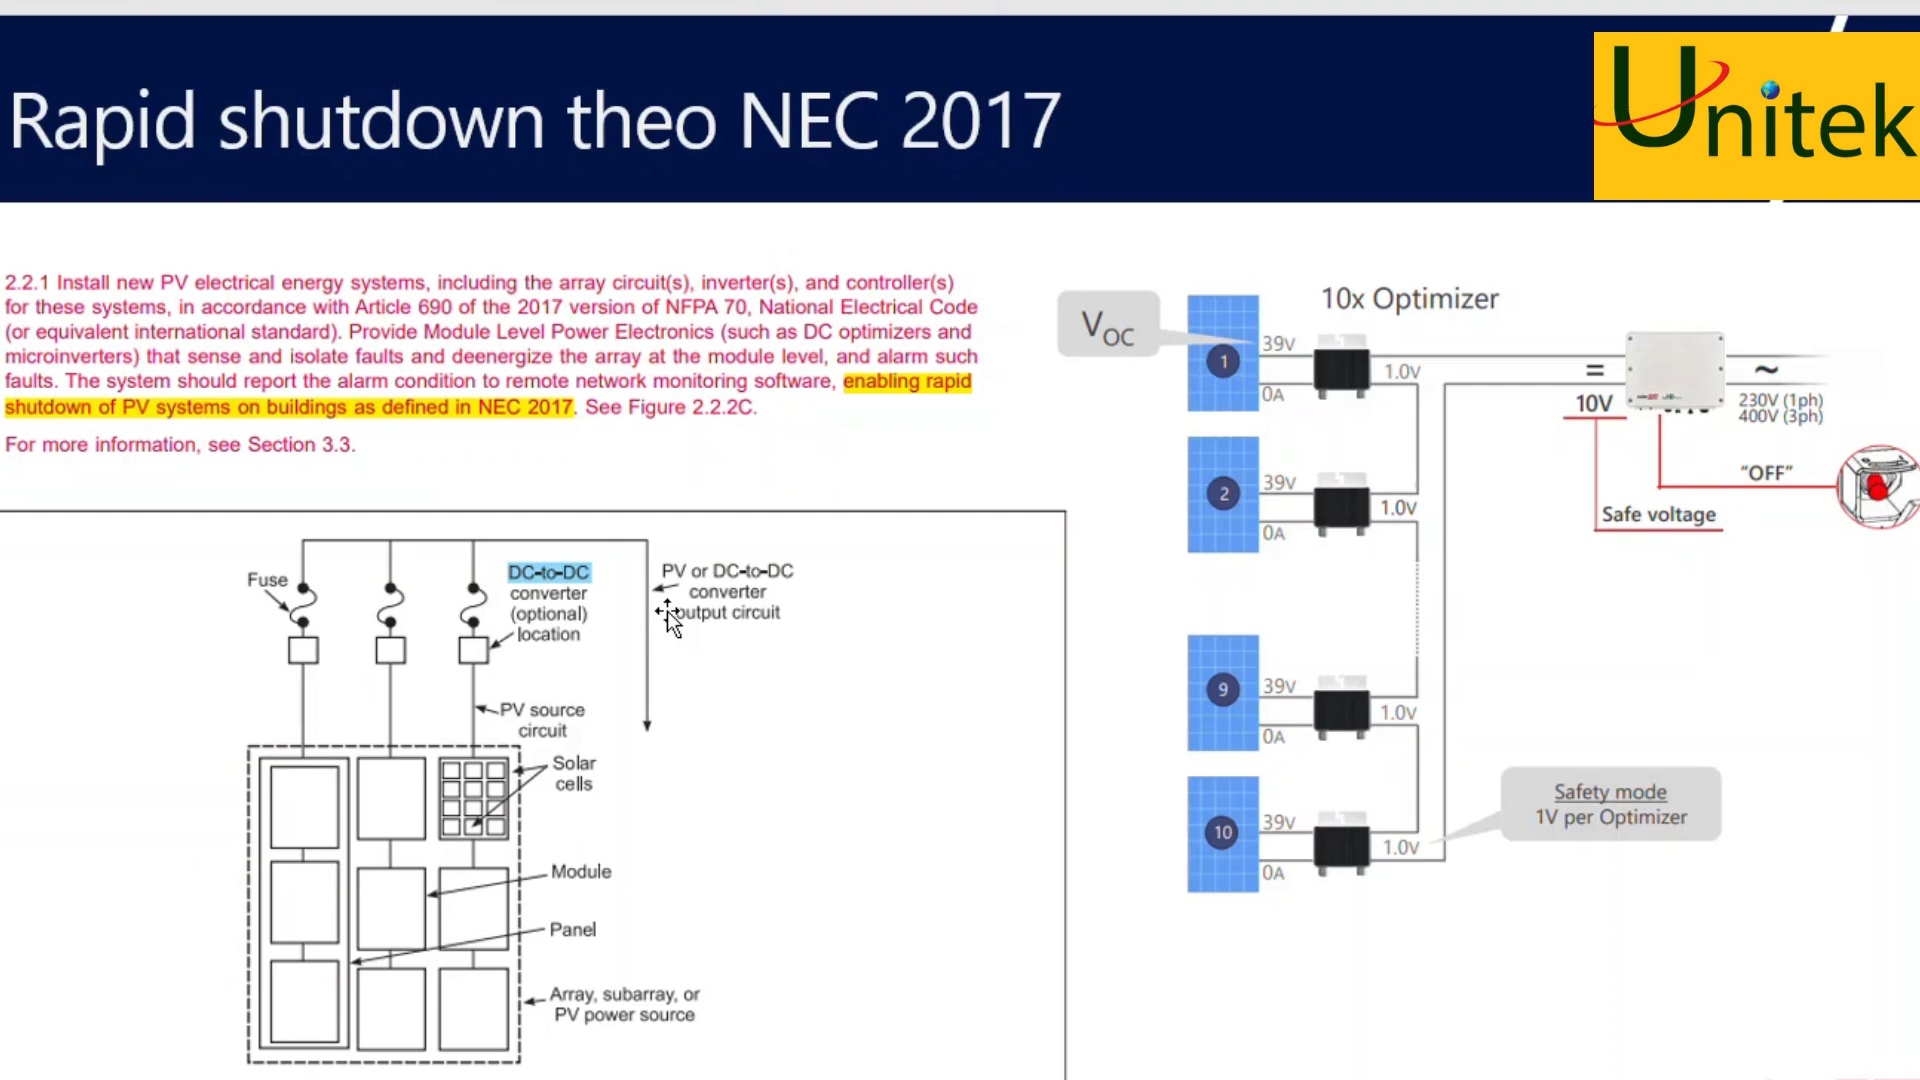 Rapid shutdown theo NEC 2017
Unitek
2.2.1 Install new PV electrical energy systems, including the array circuit(s), inverter(s), and controller(s)
for these systems, in accordance with Article 690 of the 2017 version of NFPA 70, National Electrical Code
(or equivalent international standard). Provide Module Level Power Electronics (such as DC optimizers and
microinverters) that sense and isolate faults and deenergize the array at the module level, and alarm such
faults. The system should report the alarm condition to remote network monitoring software, enabling rapid
shutdown of PV systems on buildings as defined in NEC 2017. See Figure 2.2.2C.
For more information, see Section 3.3.
Fuse
DC-to-DC
converter
(optional)
location
PV or DC-to-DC
converter
output circuit
PV source
circuit
Solar
cells
Module
Panel
Array, subarray, or
PV power source
VOC
10x Optimizer
1
39V
0A
1.0V
2
39V
0A
1.0V
9
39V
0A
1.0V
10
39V
0A
1.0V
=
10V
~
230V (1ph)
400V (3ph)
“OFF”
Safe voltage
Safety mode
1V per Optimizer